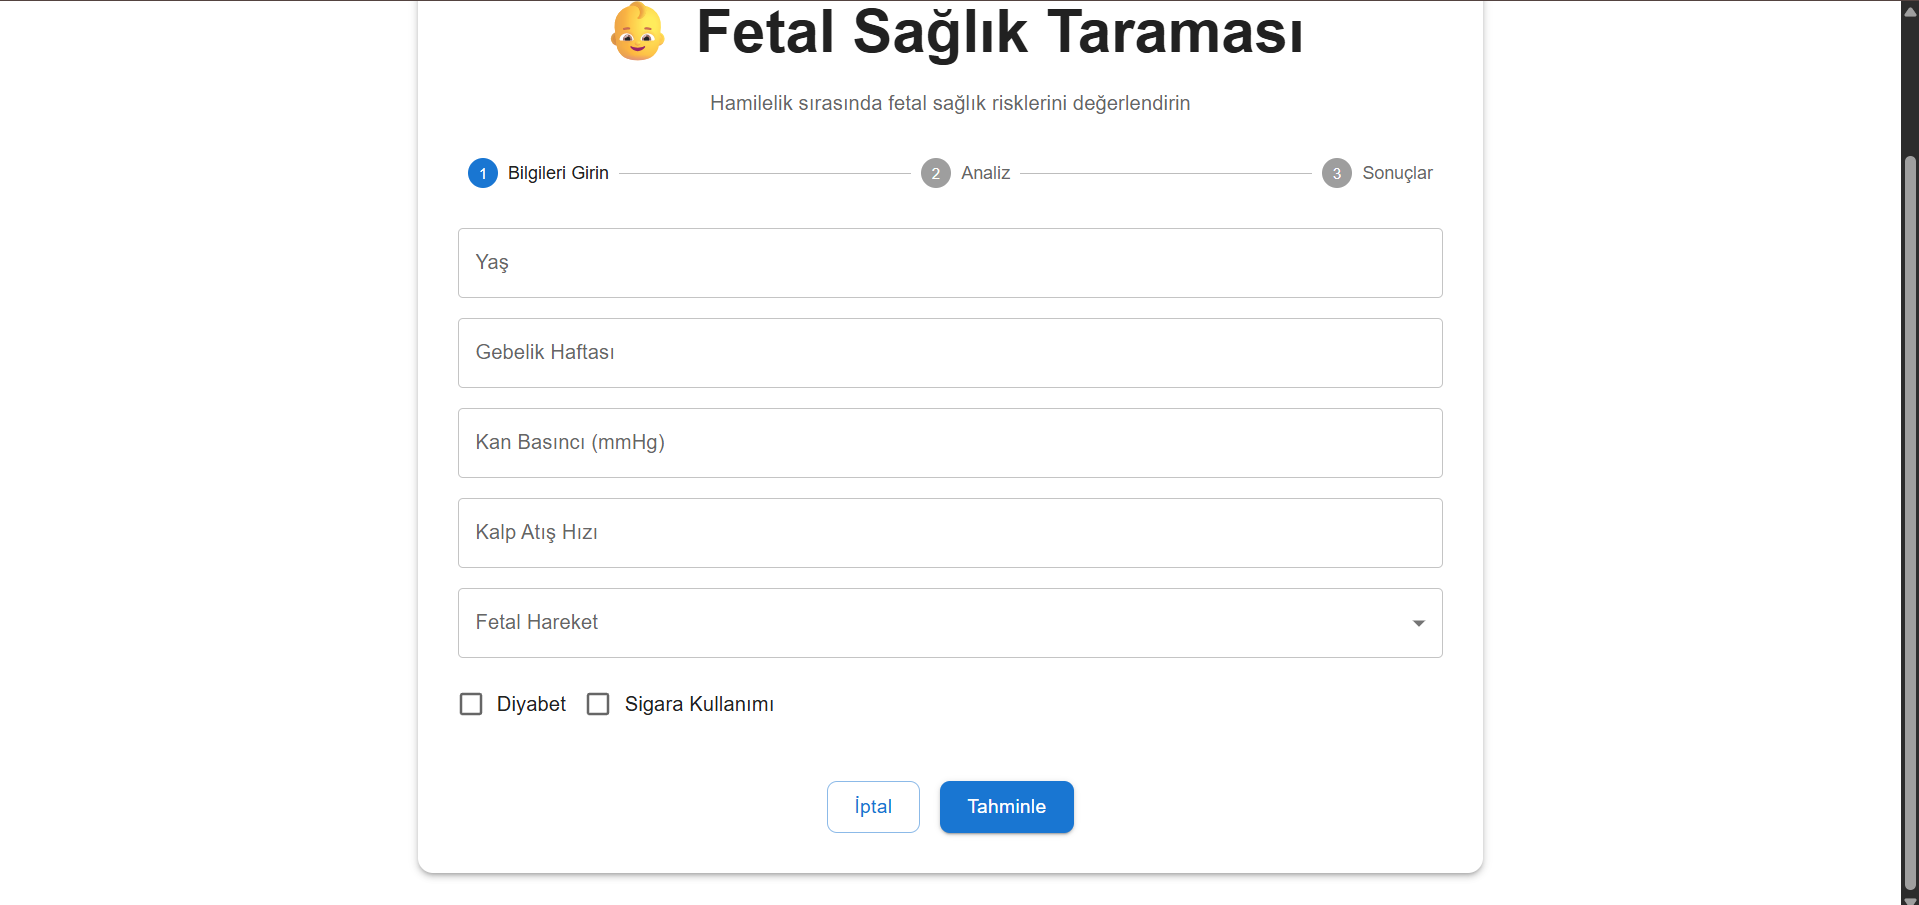 Fetal Sağlık Taraması
Hamilelik sırasında fetal sağlık risklerini değerlendirin
1 Bilgileri Girin 2 Analiz 3 Sonuçlar
Yaş
Gebelik Haftası
Kan Basıncı (mmHg)
Kalp Atış Hızı
Fetal Hareket
Diyabet Sigara Kullanımı
İptal Tahminle